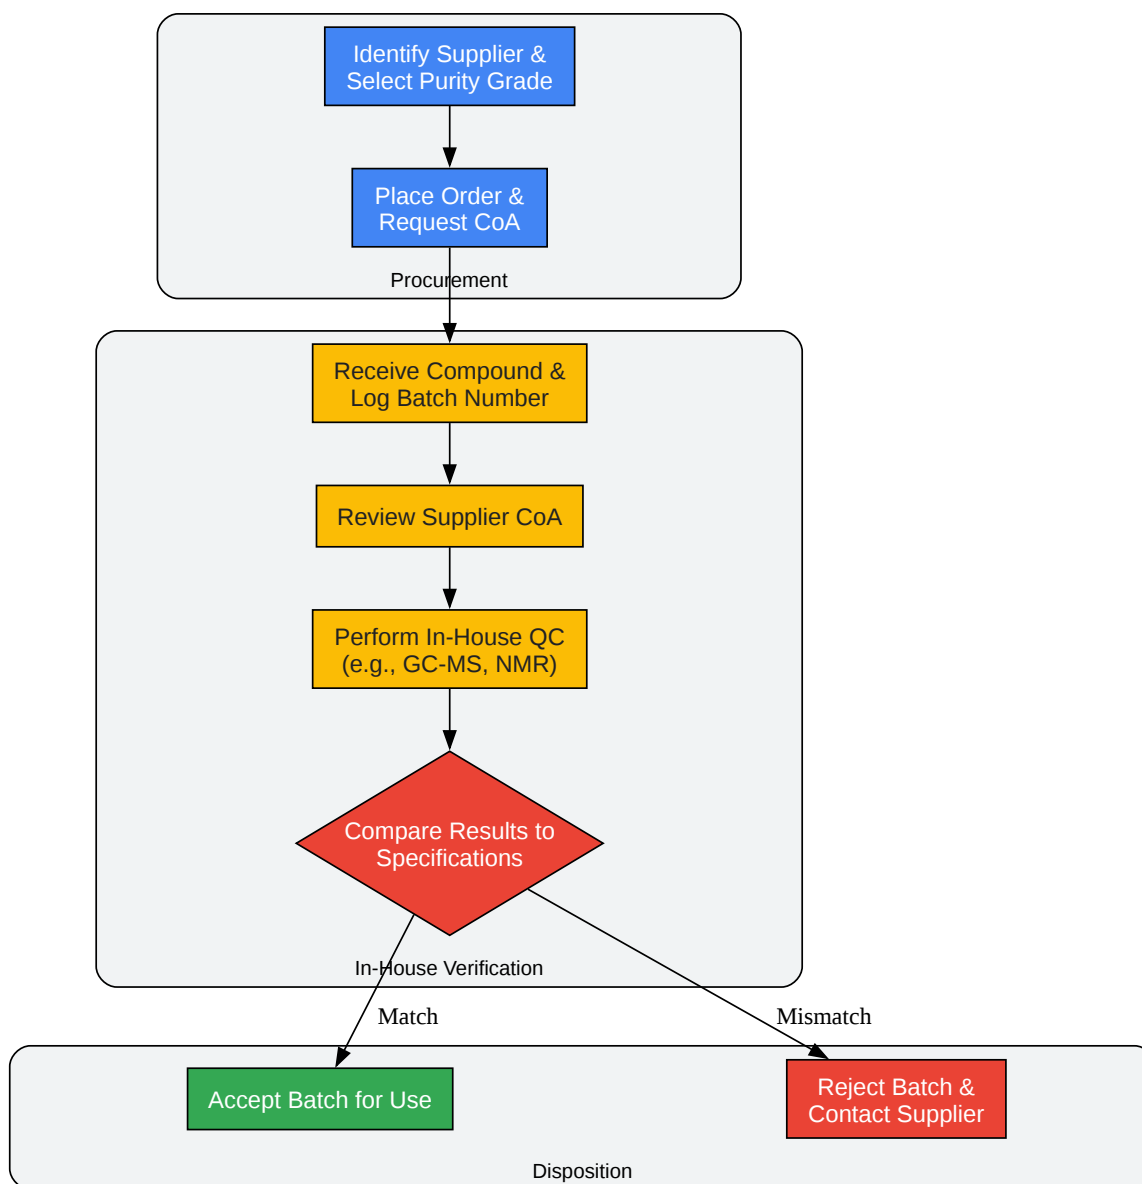 Identify Supplier &
Select Purity Grade
Place Order &
Request CoA
Procurement
Receive Compound &
Log Batch Number
Review Supplier CoA
Perform In-House QC
(e.g., GC-MS, NMR)
Compare Results to
Specifications
In-House Verification
Match
Mismatch
Accept Batch for Use
Reject Batch &
Contact Supplier
Disposition